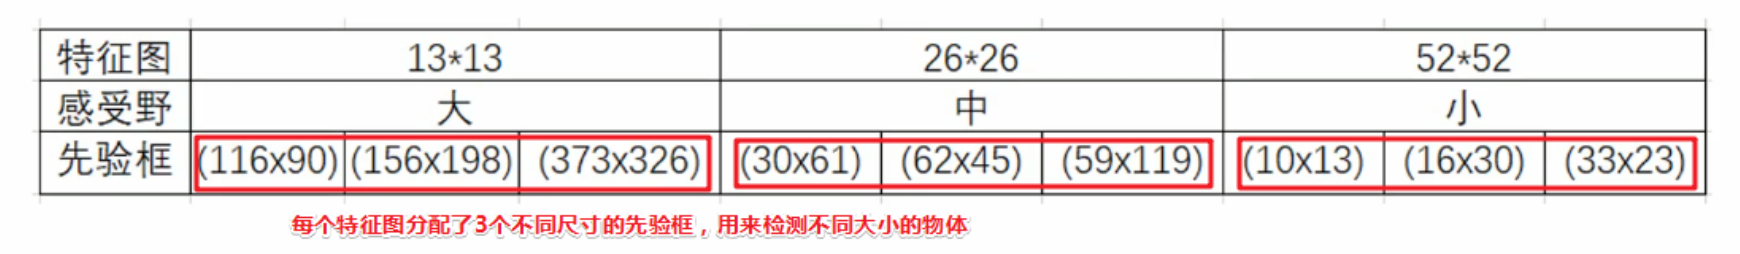 特征图 13*13 26*26 52*52
感受野 大 中 小
先验框 (116x90) (156x198) (373x326) (30x61) (62x45) (59x119) (10x13) (16x30) (33x23)
每个特征图分配了3个不同尺寸的先验框，用来检测不同大小的物体